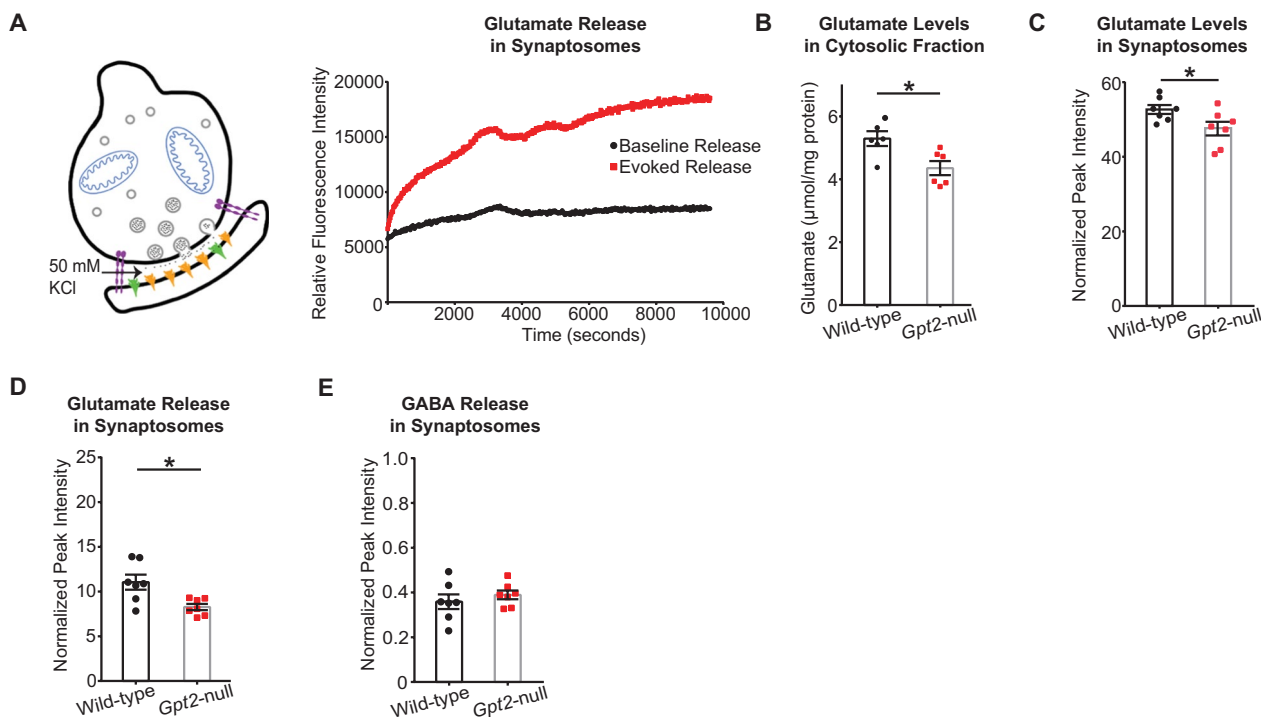 A
Glutamate Release
in Synaptosomes
Relative Fluorescence Intensity
20000
15000
10000
5000
0
0 2000 4000 6000 8000 10000
Time (seconds)
Baseline Release
Evoked Release
50 mM
KCl
B
Glutamate Levels
in Cytosolic Fraction
Glutamate (µmol/mg protein)
6
4
2
0
*
Wild-type
Gpt2-null
C
Glutamate Levels
in Synaptosomes
Normalized Peak Intensity
60
40
20
0
*
Wild-type
Gpt2-null
D
Glutamate Release
in Synaptosomes
Normalized Peak Intensity
25
20
15
10
5
0
*
Wild-type
Gpt2-null
E
GABA Release
in Synaptosomes
Normalized Peak Intensity
1.0
0.8
0.6
0.4
0.2
0
Wild-type
Gpt2-null